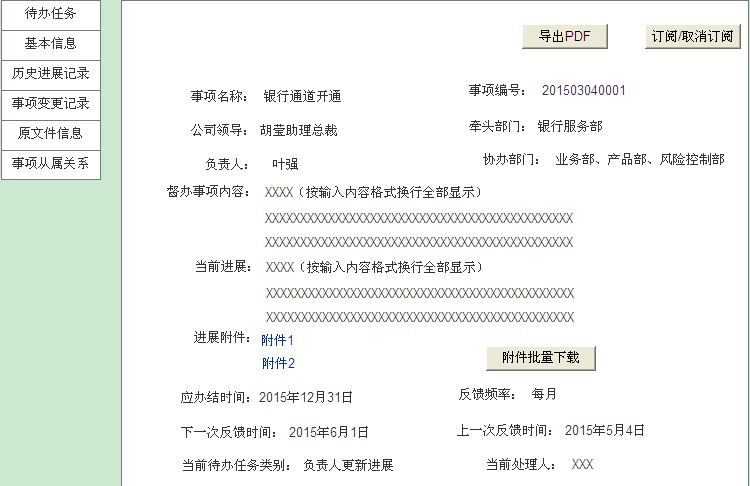 待办任务
基本信息
历史进展记录
事项变更记录
原文件信息
事项从属关系
导出PDF
订阅/取消订阅
事项名称： 银行通道开通
事项编号： 201503040001
公司领导： 胡莹助理总裁
牵头部门： 银行服务部
负责人： 叶强
协办部门： 业务部、产品部、风险控制部
督办事项内容： XXXX（按输入内容格式换行全部显示）
XXXXXXXXXXXXXXXXXXXXXXXXXXXXXXXXXXXXXXXXXXXX
XXXXXXXXXXXXXXXXXXXXXXXXXXXXXXXXXXXXXXXXXXXX
当前进展： XXXX（按输入内容格式换行全部显示）
XXXXXXXXXXXXXXXXXXXXXXXXXXXXXXXXXXXXXXXXXXXX
XXXXXXXXXXXXXXXXXXXXXXXXXXXXXXXXXXXXXXXXXXXX
进展附件： 附件1
附件2
附件批量下载
应办结时间：2015年12月31日
反馈频率： 每月
下一次反馈时间： 2015年6月1日
上一次反馈时间： 2015年5月4日
当前待办任务类别： 负责人更新进展
当前处理人： XXX